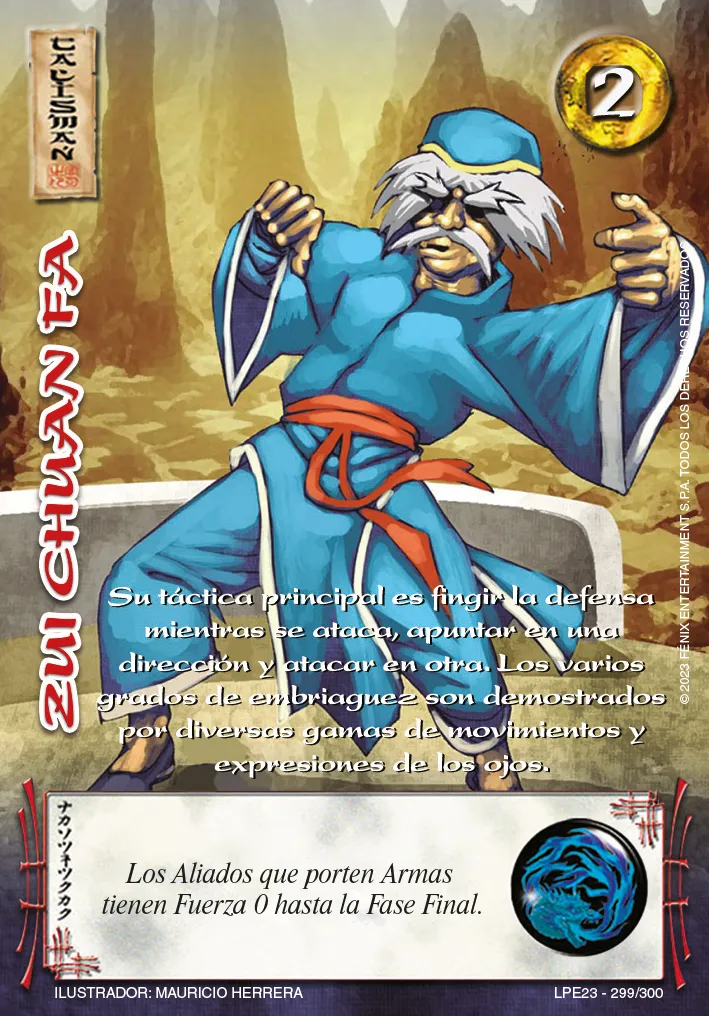 TALISMAN
2
ZUI CHUAN FA
Su táctica principal es fingir la defensa
mientras se ataca, apuntar en una
dirección y atacar en otra. Los varios
grados de embriaguez son demostrados
por diversas gamas de movimientos y
expresiones de los ojos.
© 2023 FÉNIX ENTERTAINMENT S.P.A. TODOS LOS DERECHOS RESERVADOS
ナカソツネツクカク
Los Aliados que porten Armas
tienen Fuerza 0 hasta la Fase Final.
ILUSTRADOR: MAURICIO HERRERA
LPE23 - 299/300